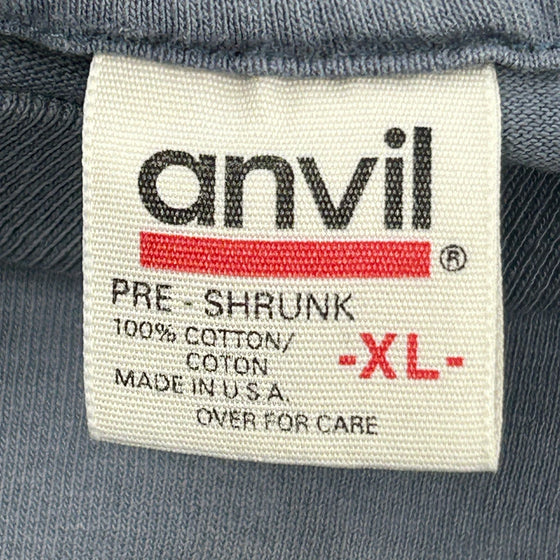 anvil®
PRE - SHRUNK
100% COTTON/
COTON
-XL-
MADE IN U.S.A.
OVER FOR CARE